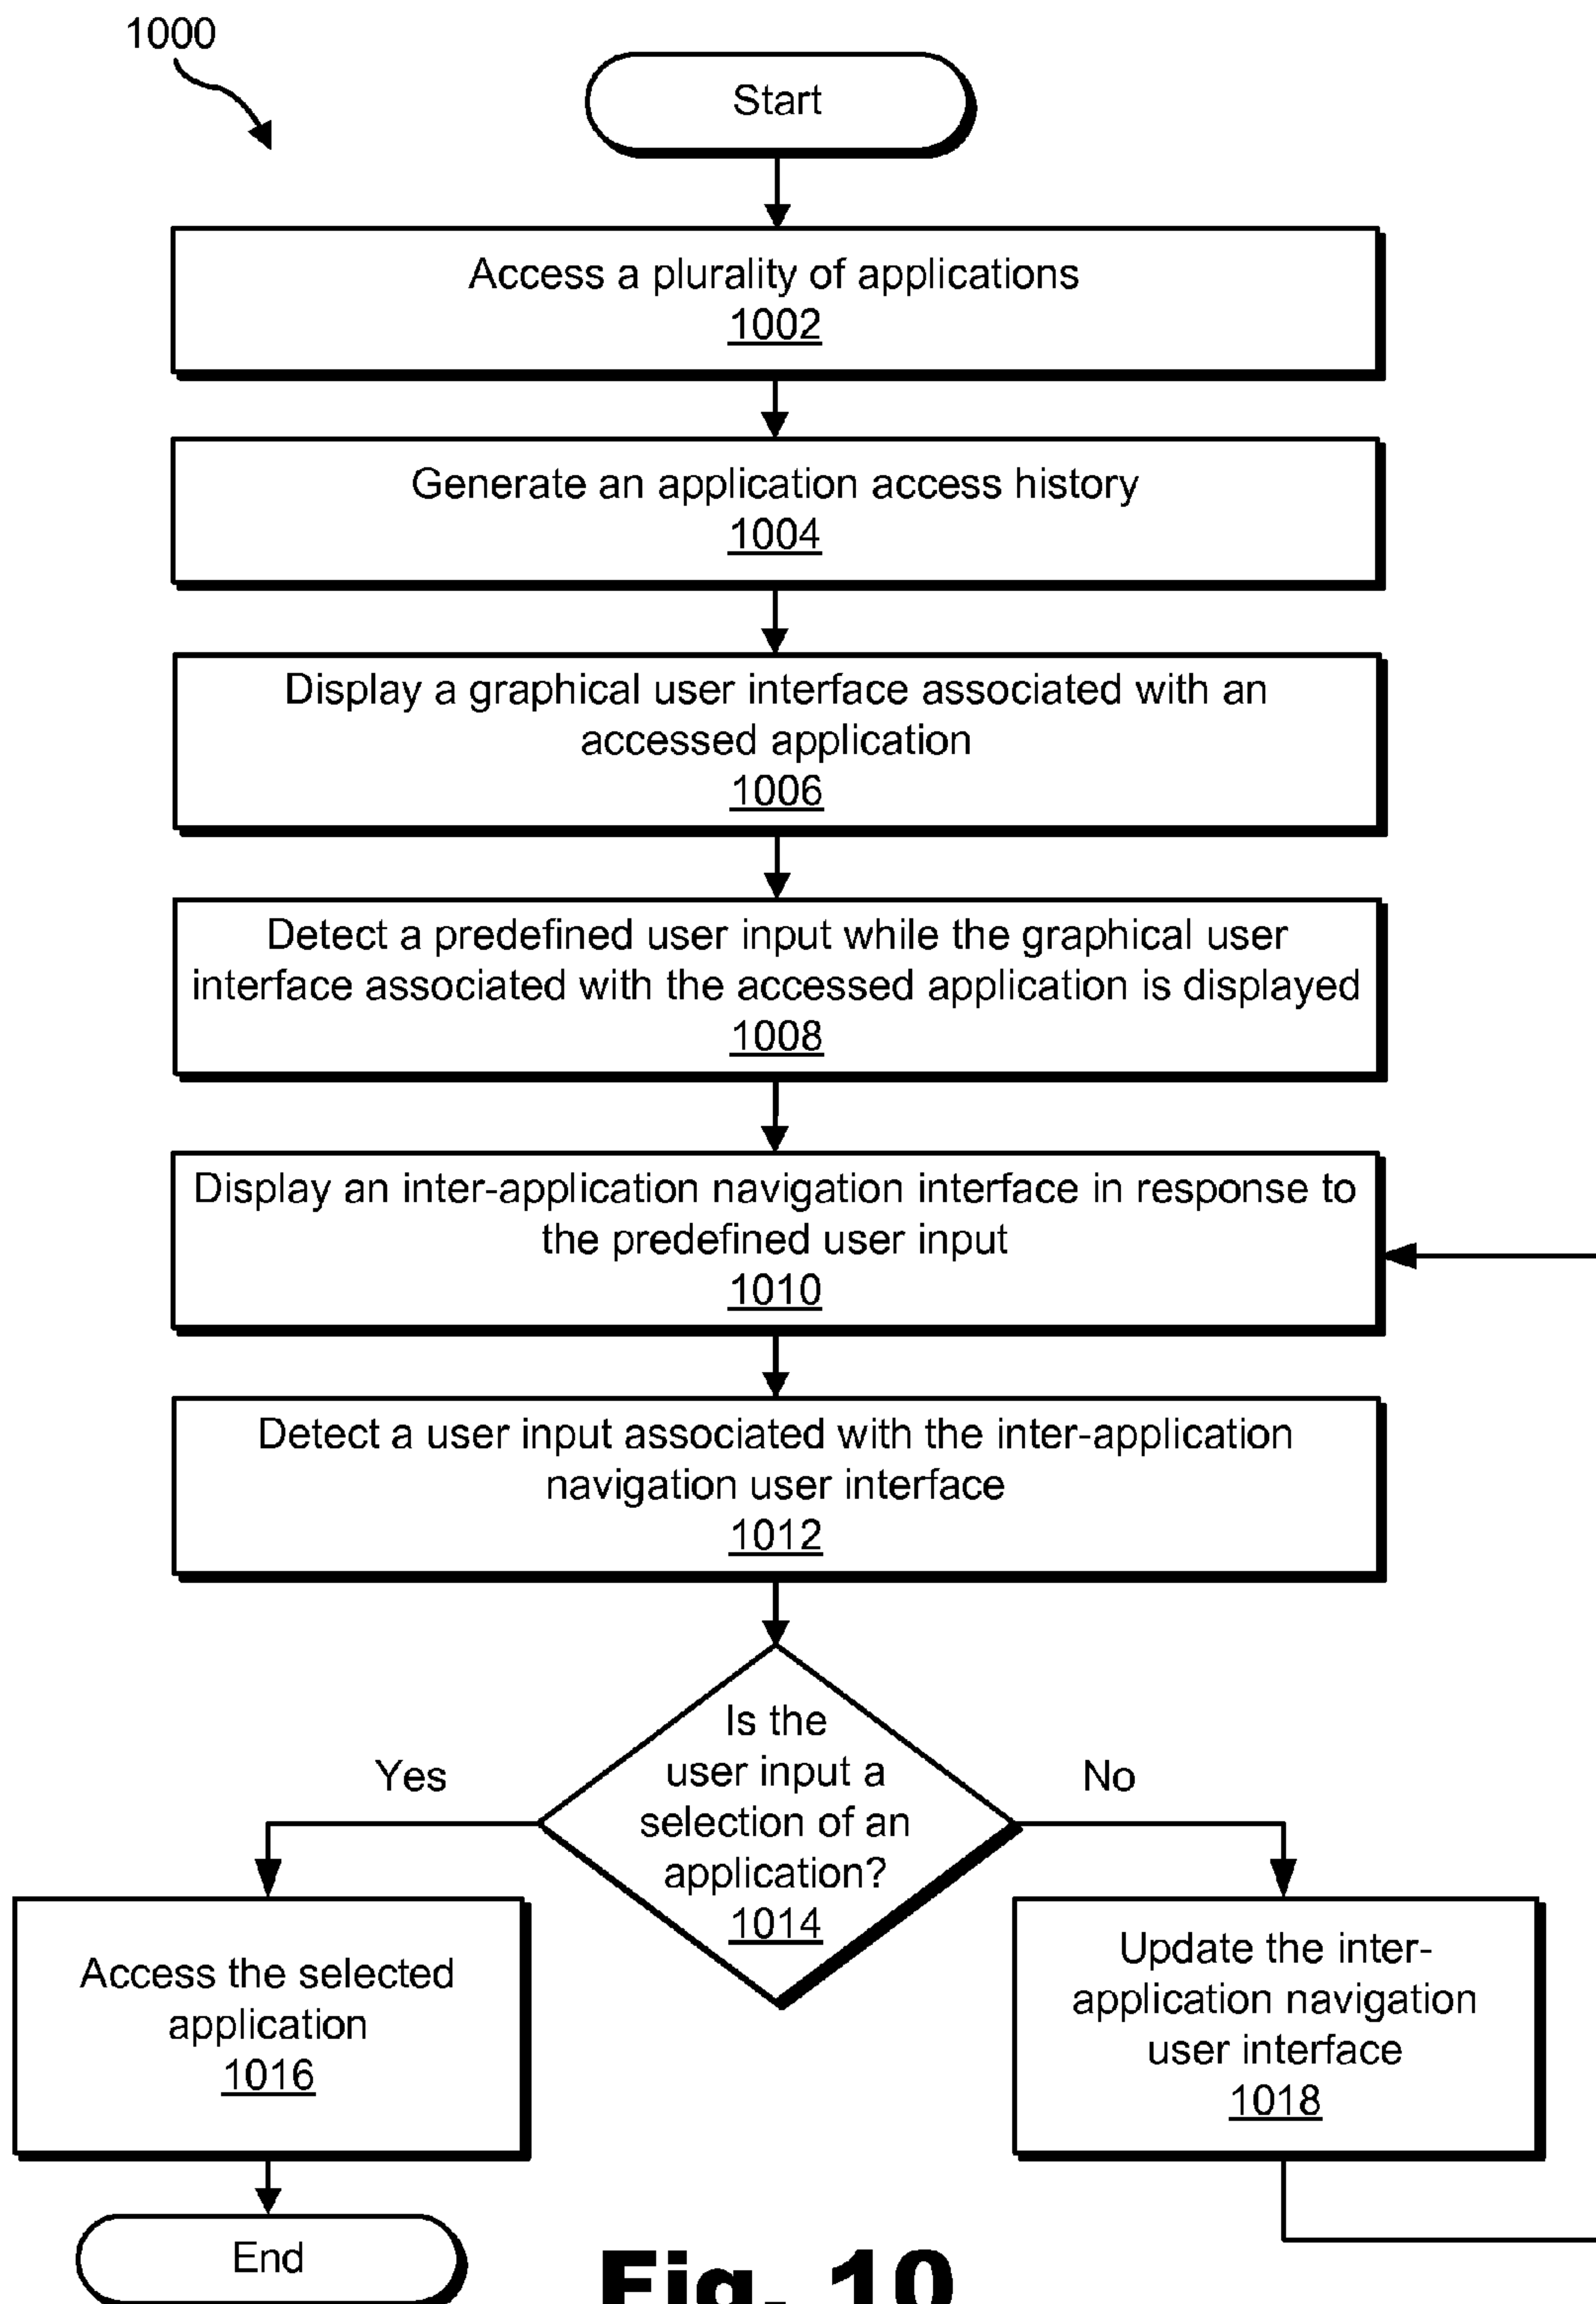 1000
Start
Access a plurality of applications
1002
Generate an application access history
1004
Display a graphical user interface associated with an
accessed application
1006
Detect a predefined user input while the graphical user
interface associated with the accessed application is displayed
1008
Display an inter-application navigation interface in response to
the predefined user input
1010
Detect a user input associated with the inter-application
navigation user interface
1012
Is the
user input a
selection of an
application?
1014
Yes
No
Access the selected
application
1016
Update the inter-
application navigation
user interface
1018
End
Fig. 10